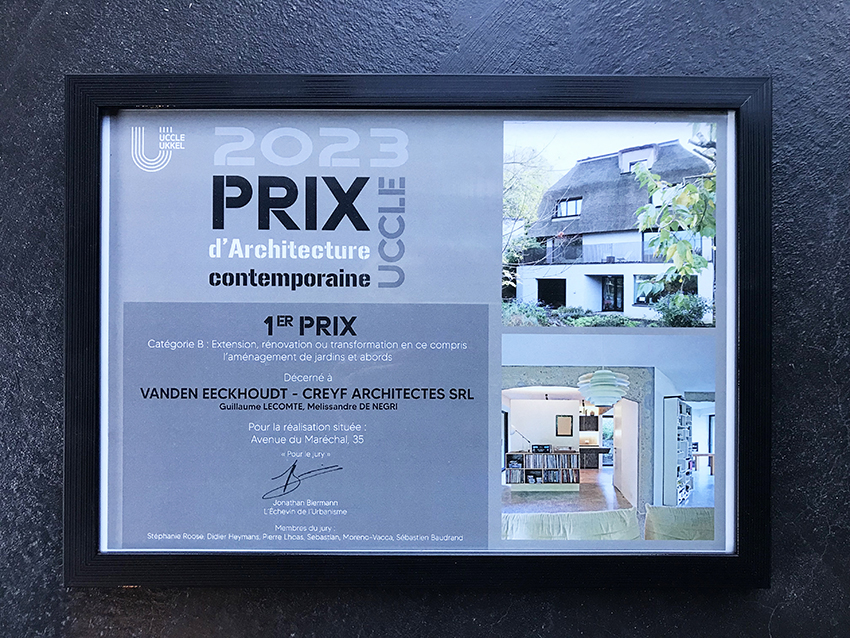 UCCLE
UKKEL
2023
PRIX
d'Architecture
contemporaine
UCCLE
1ER PRIX
Catégorie B : Extension, rénovation ou transformation en ce compris
l'aménagement de jardins et abords
Décerné à
VANDEN EECKHOUDT - CREYF ARCHITECTES SRL
Guillaume LECOMTE, Melissandre DE NEGRI
Pour la réalisation située :
Avenue du Maréchal, 35
« Pour le jury »
Jonathan Biermann
L'Échevin de l'Urbanisme
Membres du jury :
Stéphanie Roose, Didier Heymans, Pierre Lhoas, Sebastian, Moreno-Vacca, Sébastien Baudrand